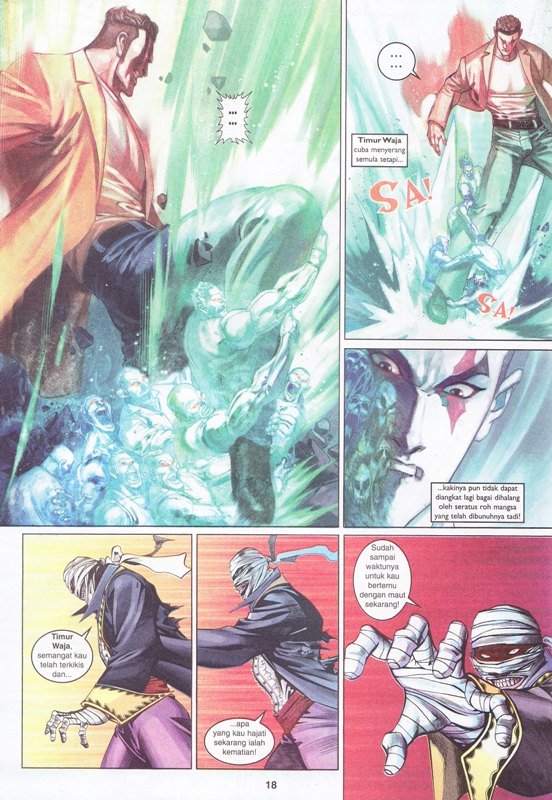 ...
...
...
...
Timur Waja
cuba menyerang
semula tetapi...
SA!
SA!
...kakinya pun tidak dapat
diangkat lagi bagai dihalang
oleh seratus roh mangsa
yang telah dibunuhnya tadi!
Timur
Waja,
semangat kau
telah terkikis
dan...
...apa
yang kau hajati
sekarang ialah
kematian!
Sudah
sampai
waktunya
untuk kau
bertemu
dengan maut
sekarang!
18